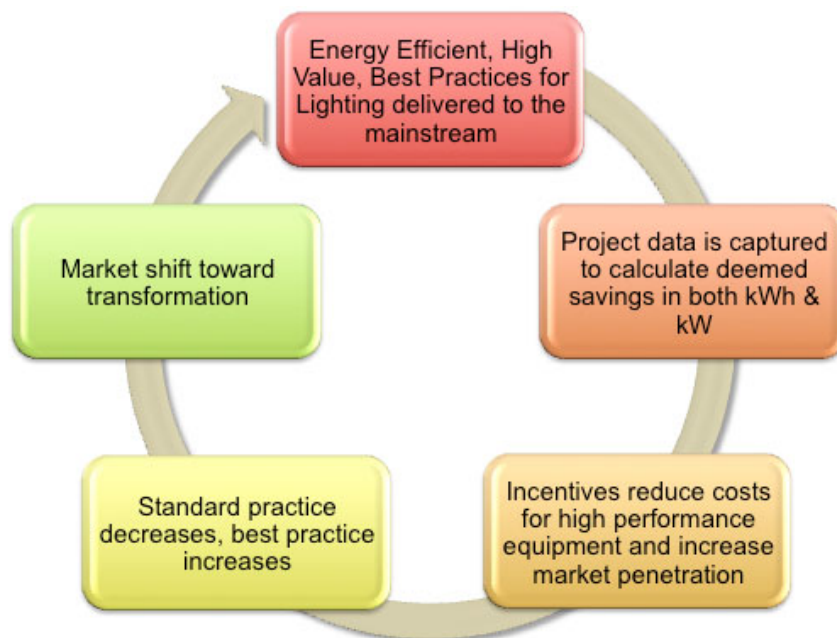 Energy Efficient, High
Value, Best Practices for
Lighting delivered to the
mainstream
Project data is captured
to calculate deemed
savings in both kWh &
kW
Incentives reduce costs
for high performance
equipment and increase
market penetration
Standard practice
decreases, best practice
increases
Market shift toward
transformation